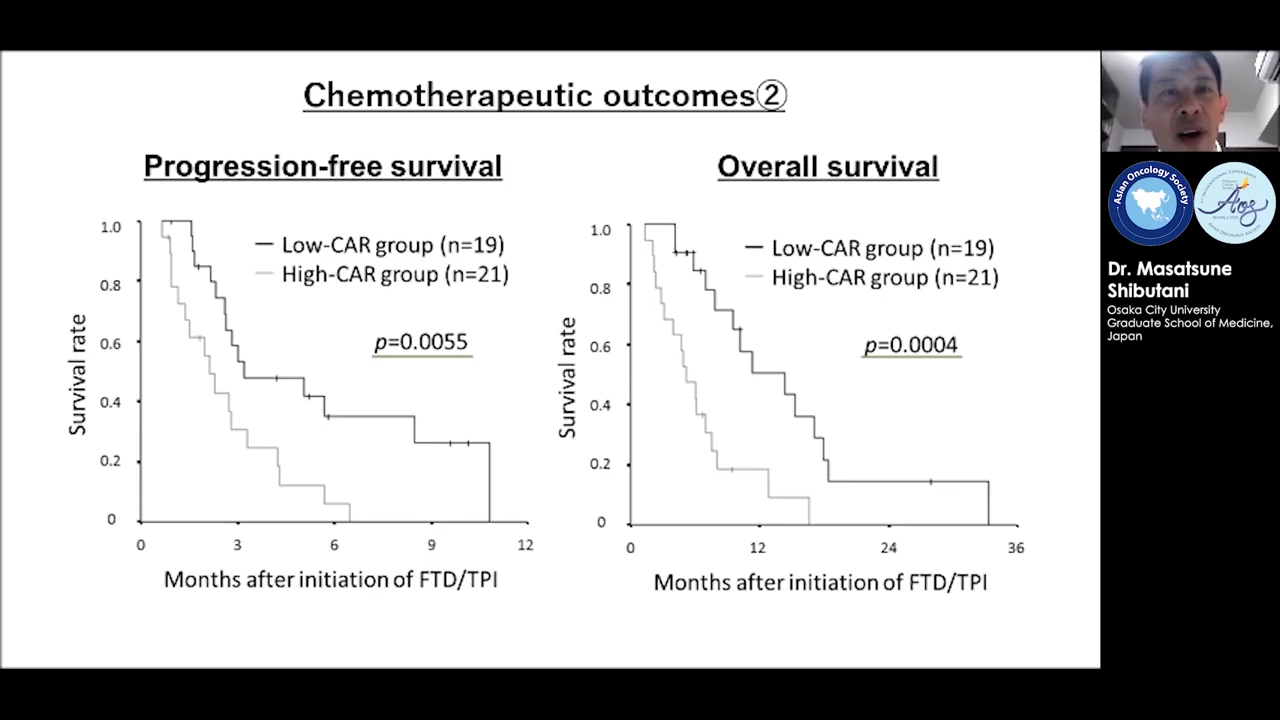 Chemotherapeutic outcomes②
Progression-free survival
Survival rate
1.0
0.8
0.6
0.4
0.2
0
Low-CAR group (n=19)
High-CAR group (n=21)
p=0.0055
0 3 6 9 12
Months after initiation of FTD/TPI
Overall survival
Survival rate
1.0
0.8
0.6
0.4
0.2
0
Low-CAR group (n=19)
High-CAR group (n=21)
p=0.0004
0 12 24 36
Months after initiation of FTD/TPI
Asian Oncology Society
Dr. Masatsune
Shibutani
Osaka City University
Graduate School of Medicine,
Japan